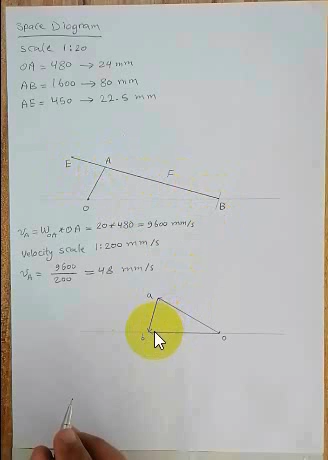 Space Diagram
scale 1:20
OA = 480 → 24 mm
AB = 1600 → 80 mm
AE = 450 → 22.5 mm
E A F
O B
VA = WOA * OA = 20 * 480 = 9600 mm/s
Velocity scale 1:200 mm/s
VA = 9600/200 = 48 mm/s
a
b o